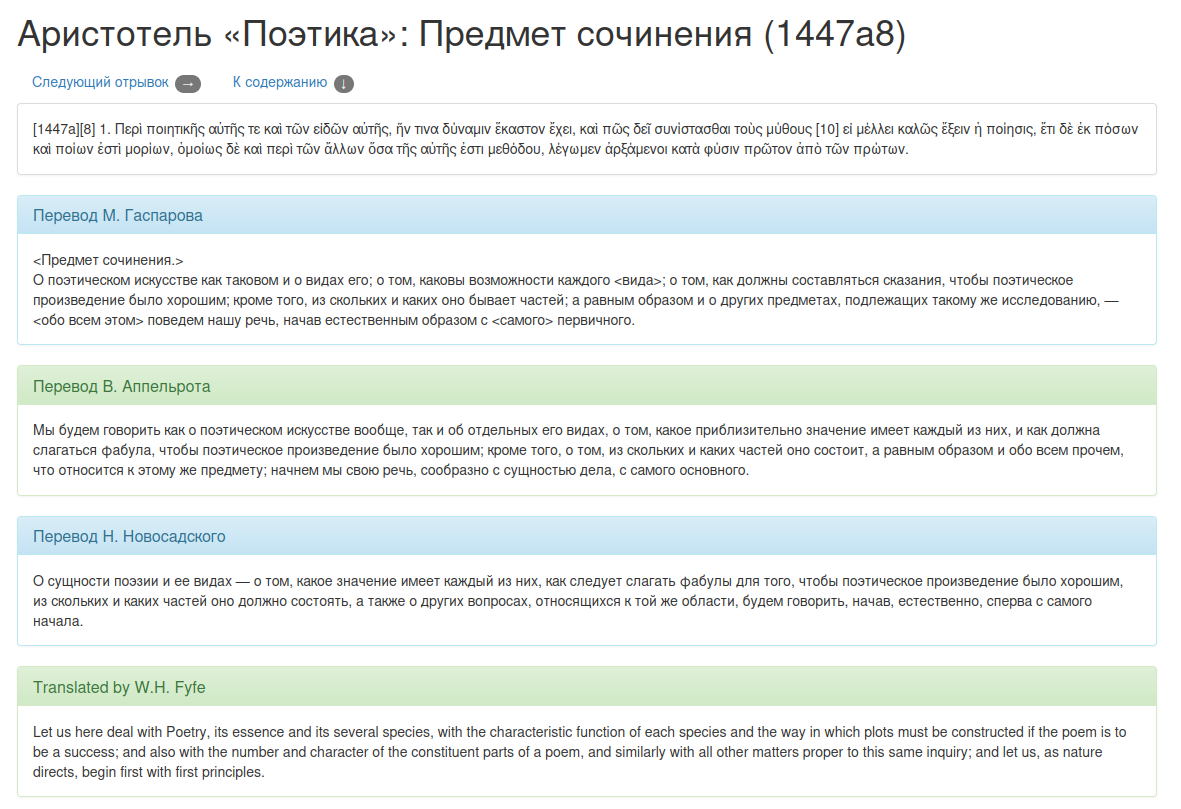 Аристотель «Поэтика»: Предмет сочинения (1447a8)
Следующий отрывок → К содержанию ↓
[1447a][8] 1. Περὶ ποιητικῆς αὐτῆς τε καὶ τῶν εἰδῶν αὐτῆς, ἥν τινα δύναμιν ἕκαστον ἔχει, καὶ πῶς δεῖ συνίστασθαι τοὺς μύθους [10] εἰ μέλλει καλῶς ἕξειν ἡ ποίησις, ἔτι δὲ ἐκ πόσων
καὶ ποίων ἐστὶ μορίων, ὁμοίως δὲ καὶ περὶ τῶν ἄλλων ὅσα τῆς αὐτῆς ἐστι μεθόδου, λέγωμεν ἀρξάμενοι κατὰ φύσιν πρῶτον ἀπὸ τῶν πρώτων.
Перевод М. Гаспарова
<Предмет сочинения.>
О поэтическом искусстве как таковом и о видах его; о том, каковы возможности каждого <вида>; о том, как должны составляться сказания, чтобы поэтическое
произведение было хорошим; кроме того, из скольких и каких оно бывает частей; а равным образом и о других предметах, подлежащих такому же исследованию, —
<обо всем этом> поведем нашу речь, начав естественным образом с <самого> первичного.
Перевод В. Аппельрота
Мы будем говорить как о поэтическом искусстве вообще, так и об отдельных его видах, о том, какое приблизительно значение имеет каждый из них, и как должна
слагаться фабула, чтобы поэтическое произведение было хорошим; кроме того, о том, из скольких и каких частей оно состоит, а равным образом и обо всем прочем,
что относится к этому же предмету; начнем мы свою речь, сообразно с сущностью дела, с самого основного.
Перевод Н. Новосадского
О сущности поэзии и ее видах — о том, какое значение имеет каждый из них, как следует слагать фабулы для того, чтобы поэтическое произведение было хорошим,
из скольких и каких частей оно должно состоять, а также о других вопросах, относящихся к той же области, будем говорить, начав, естественно, сперва с самого
начала.
Translated by W.H. Fyfe
Let us here deal with Poetry, its essence and its several species, with the characteristic function of each species and the way in which plots must be constructed if the poem is to
be a success; and also with the number and character of the constituent parts of a poem, and similarly with all other matters proper to this same inquiry; and let us, as nature
directs, begin first with first principles.